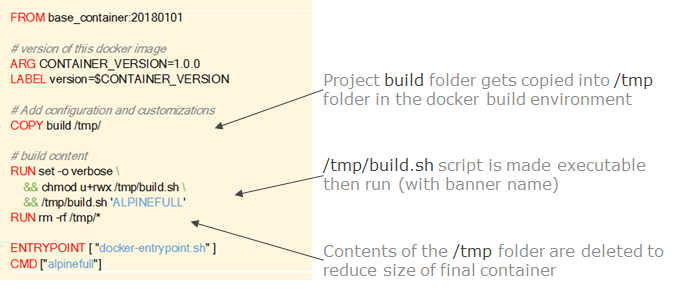 FROM base_container:20180101
# version of this docker image
ARG CONTAINER_VERSION=1.0.0
LABEL version=$CONTAINER_VERSION
# Add configuration and customizations
COPY build /tmp/
# build content
RUN set -o verbose \
&& chmod u+rwx /tmp/build.sh \
&& /tmp/build.sh 'ALPINEFULL'
RUN rm -rf /tmp/*
ENTRYPOINT [ "docker-entrypoint.sh" ]
CMD ["alpinefull"]
Project build folder gets copied into /tmp
folder in the docker build environment
/tmp/build.sh script is made executable
then run (with banner name)
Contents of the /tmp folder are deleted to
reduce size of final container